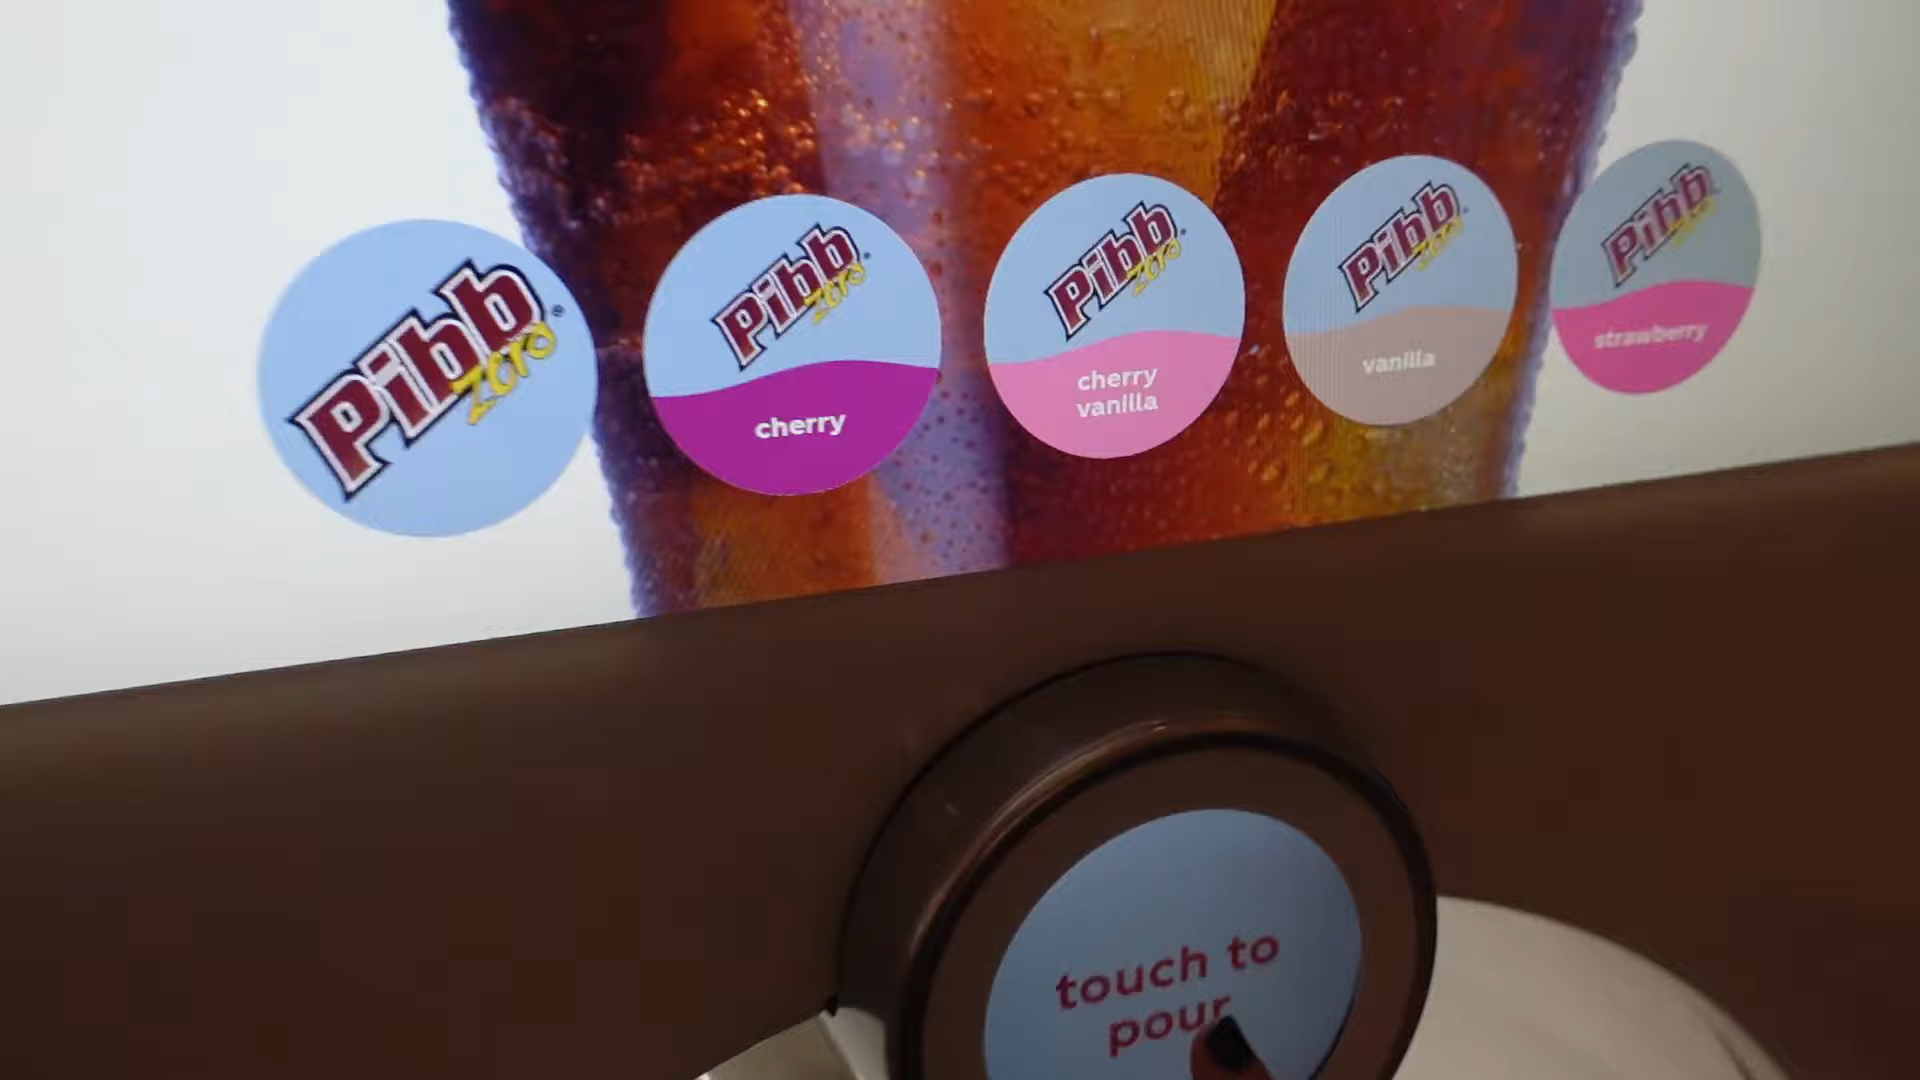 Pibb
zero
Pibb
zero
cherry
Pibb
zero
cherry
vanilla
Pibb
zero
vanilla
Pibb
zero
strawberry
touch to
pour